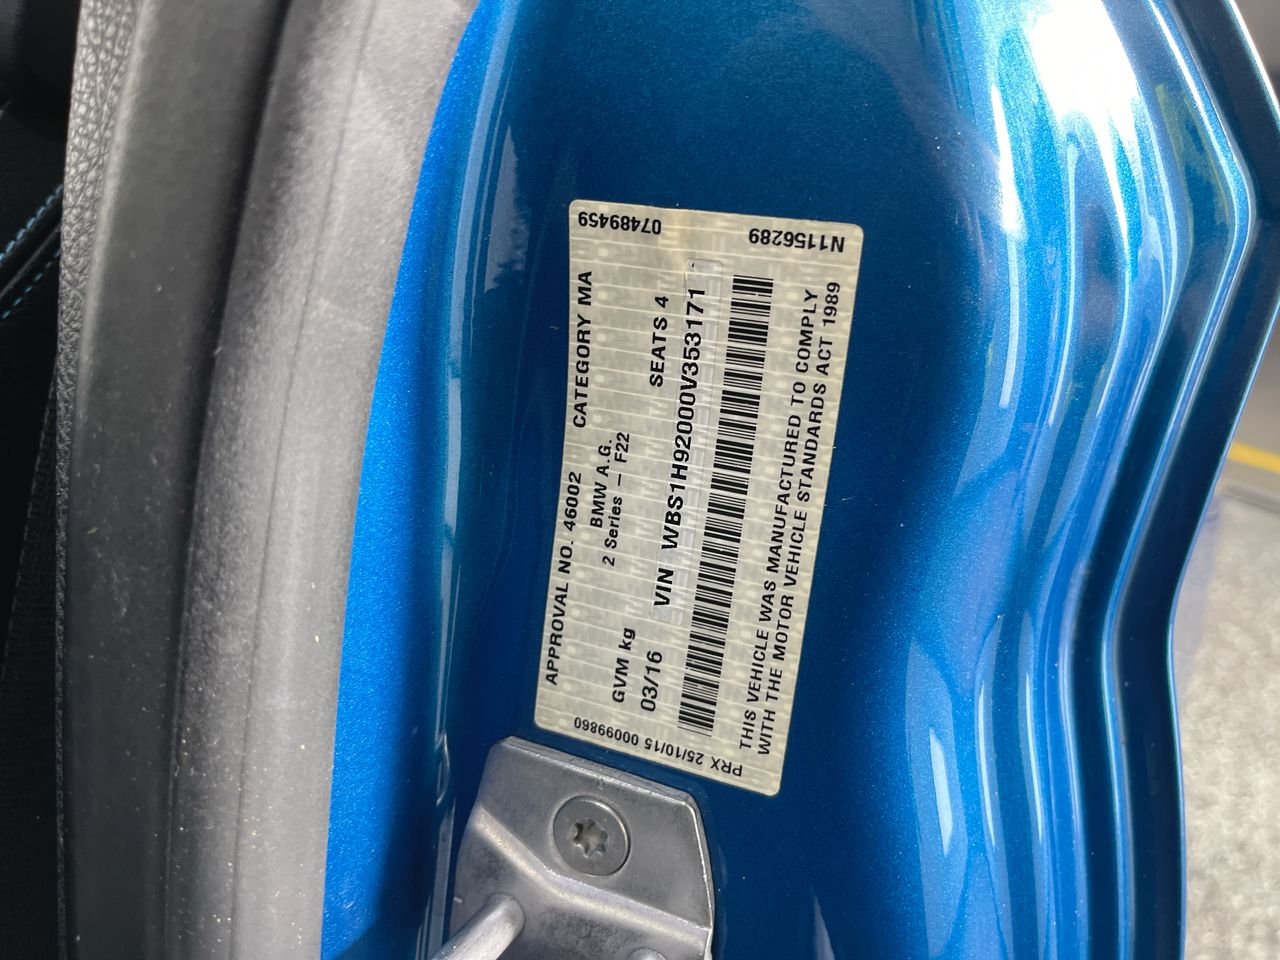 APPROVAL NO. 46002 CATEGORY MA
BMW A.G.
2 Series – F22
GVM kg
03/16 SEATS 4
VIN WBS1H92000V353171
THIS VEHICLE WAS MANUFACTURED TO COMPLY
WITH THE MOTOR VEHICLE STANDARDS ACT 1989
PRX 25/10/15 00099860
N1156289 07489459